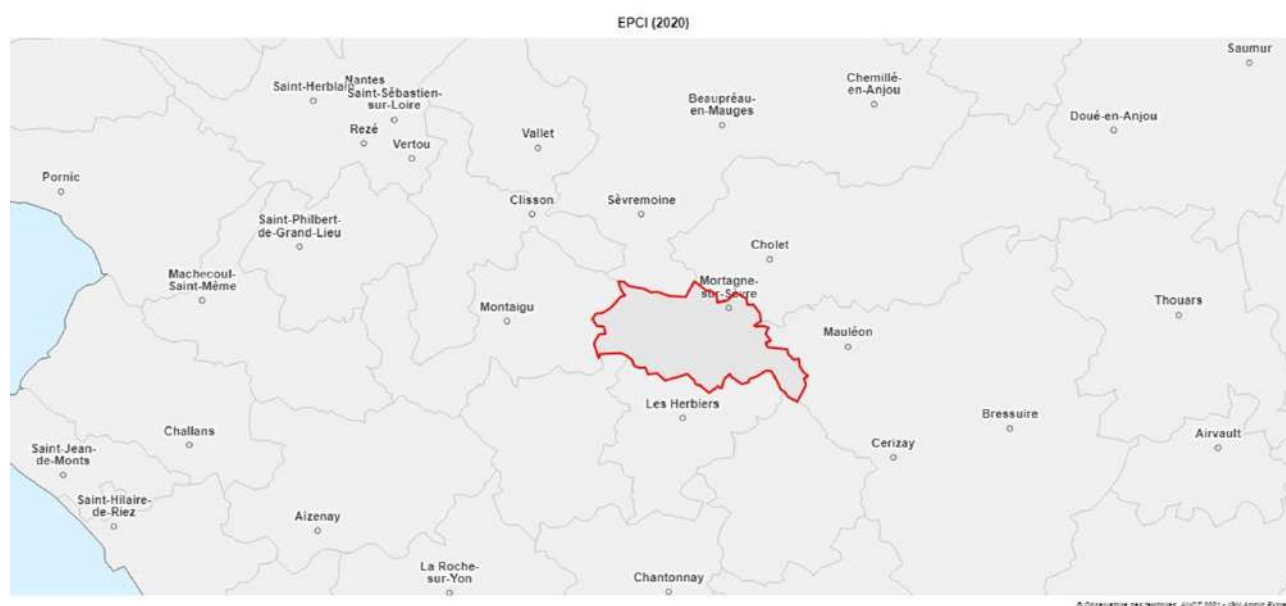 EPCI (2020)
Saumur
Nantes
Saint-Herblain
Saint-Sébastien-
sur-Loire
Chemillé-
en-Anjou
Beaupréau-
en-Mauges
Doué-en-Anjou
Rezé
Vertou
Vallet
Pornic
Clisson
Sèvremoine
Saint-Philbert-
de-Grand-Lieu
Cholet
Machecoul-
Saint-Même
Mortagne-
sur-Sèvre
Montaigu
Thouars
Mauléon
Les Herbiers
Bressuire
Challans
Airvault
Saint-Jean-
de-Monts
Cerizay
Saint-Hilaire-
de-Riez
Aizenay
La Roche-
sur-Yon
Chantonnay